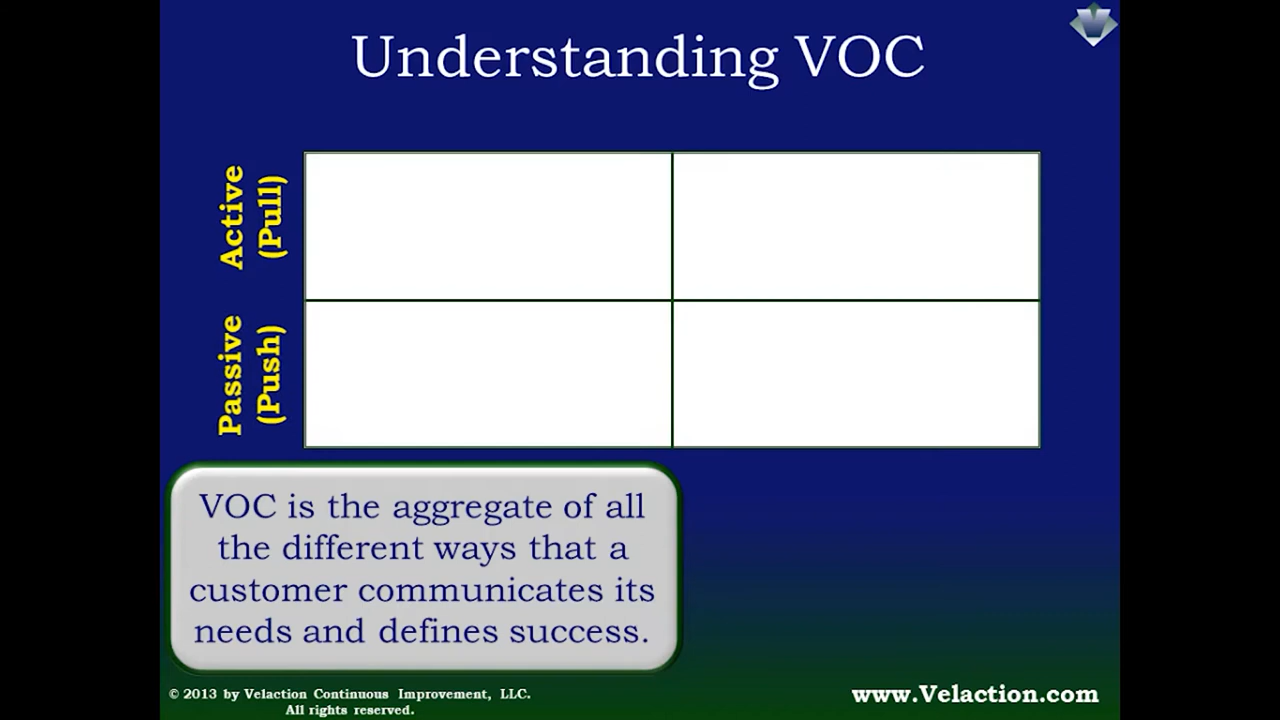 Understanding VOC
Active
(Pull)
Passive
(Push)
VOC is the aggregate of all
the different ways that a
customer communicates its
needs and defines success.
© 2013 by Velaction Continuous Improvement, LLC.
All rights reserved.
www.Velaction.com